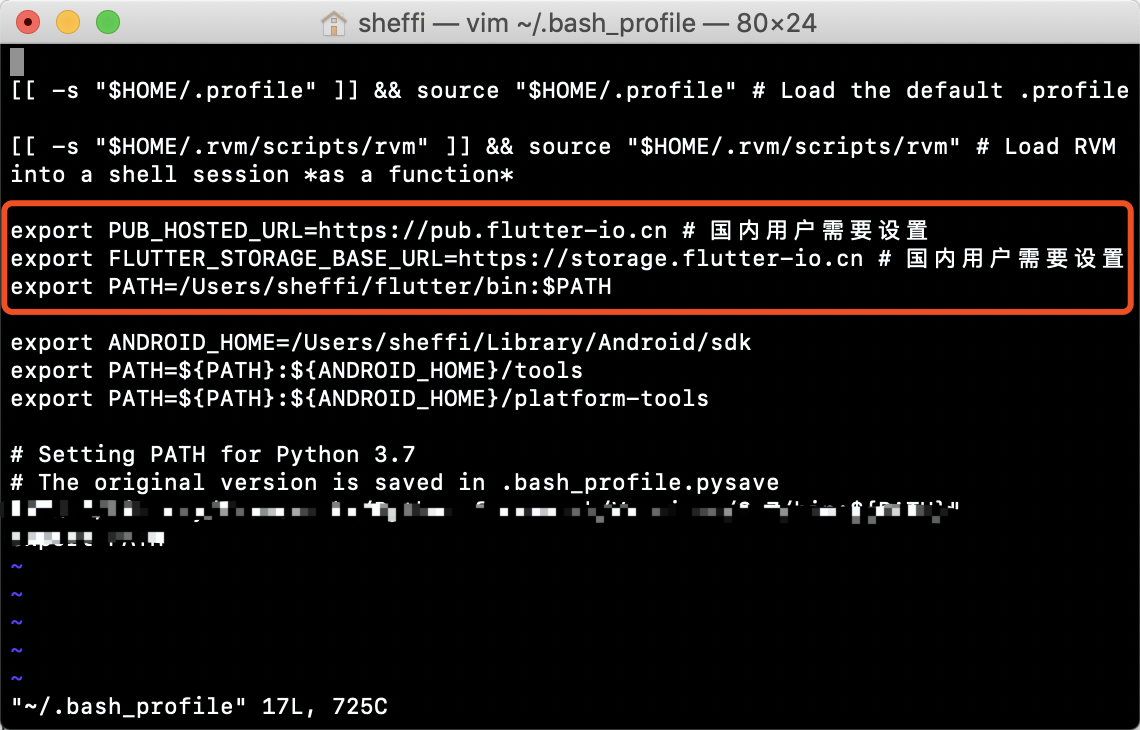 sheffi — vim ~/.bash_profile — 80×24
[[ -s "$HOME/.profile" ]] && source "$HOME/.profile" # Load the default .profile
[[ -s "$HOME/.rvm/scripts/rvm" ]] && source "$HOME/.rvm/scripts/rvm" # Load RVM
into a shell session *as a function*
export PUB_HOSTED_URL=https://pub.flutter-io.cn # 国内用户需要设置
export FLUTTER_STORAGE_BASE_URL=https://storage.flutter-io.cn # 国内用户需要设置
export PATH=/Users/sheffi/flutter/bin:$PATH
export ANDROID_HOME=/Users/sheffi/Library/Android/sdk
export PATH=${PATH}:${ANDROID_HOME}/tools
export PATH=${PATH}:${ANDROID_HOME}/platform-tools
# Setting PATH for Python 3.7
# The original version is saved in .bash_profile.pysave
~
~
~
~
~
"~/.bash_profile" 17L, 725C